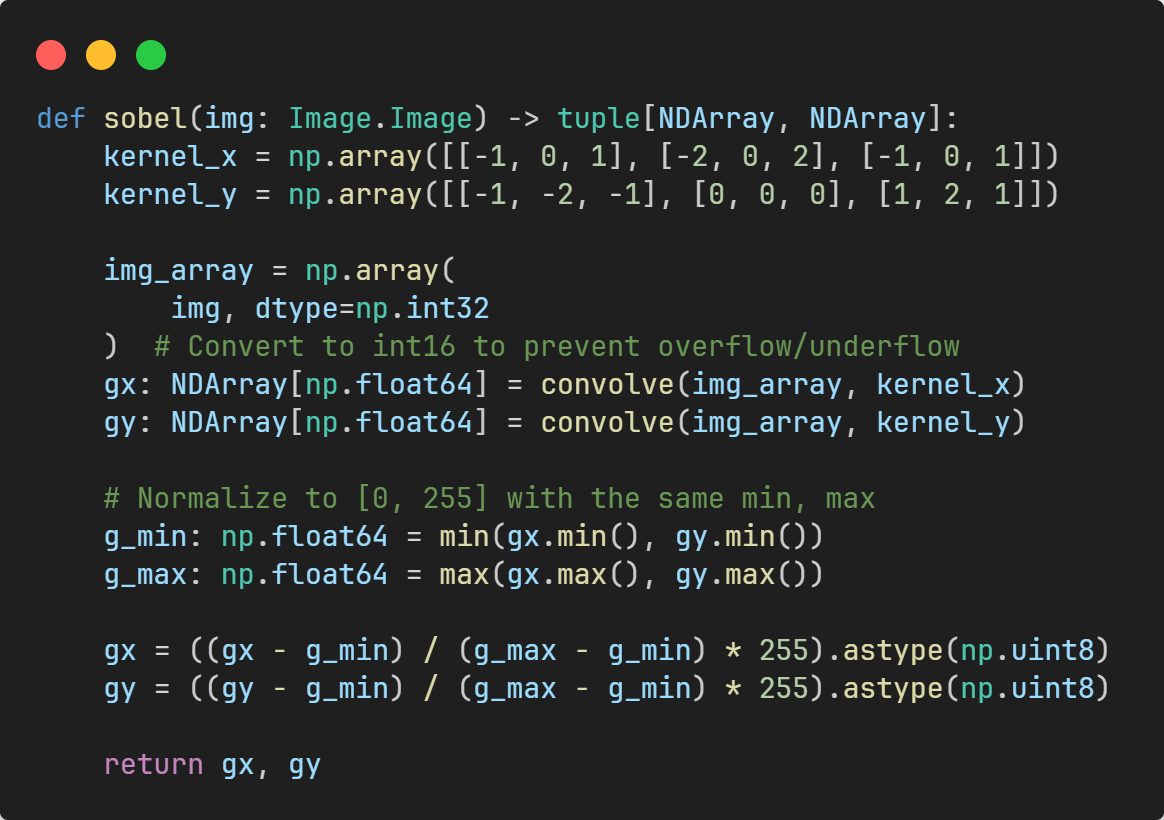 def sobel(img: Image.Image) -> tuple[NDArray, NDArray]:
    kernel_x = np.array([[-1, 0, 1], [-2, 0, 2], [-1, 0, 1]])
    kernel_y = np.array([[-1, -2, -1], [0, 0, 0], [1, 2, 1]])

    img_array = np.array(
        img, dtype=np.int32
    )  # Convert to int16 to prevent overflow/underflow
    gx: NDArray[np.float64] = convolve(img_array, kernel_x)
    gy: NDArray[np.float64] = convolve(img_array, kernel_y)

    # Normalize to [0, 255] with the same min, max
    g_min: np.float64 = min(gx.min(), gy.min())
    g_max: np.float64 = max(gx.max(), gy.max())

    gx = ((gx - g_min) / (g_max - g_min) * 255).astype(np.uint8)
    gy = ((gy - g_min) / (g_max - g_min) * 255).astype(np.uint8)

    return gx, gy